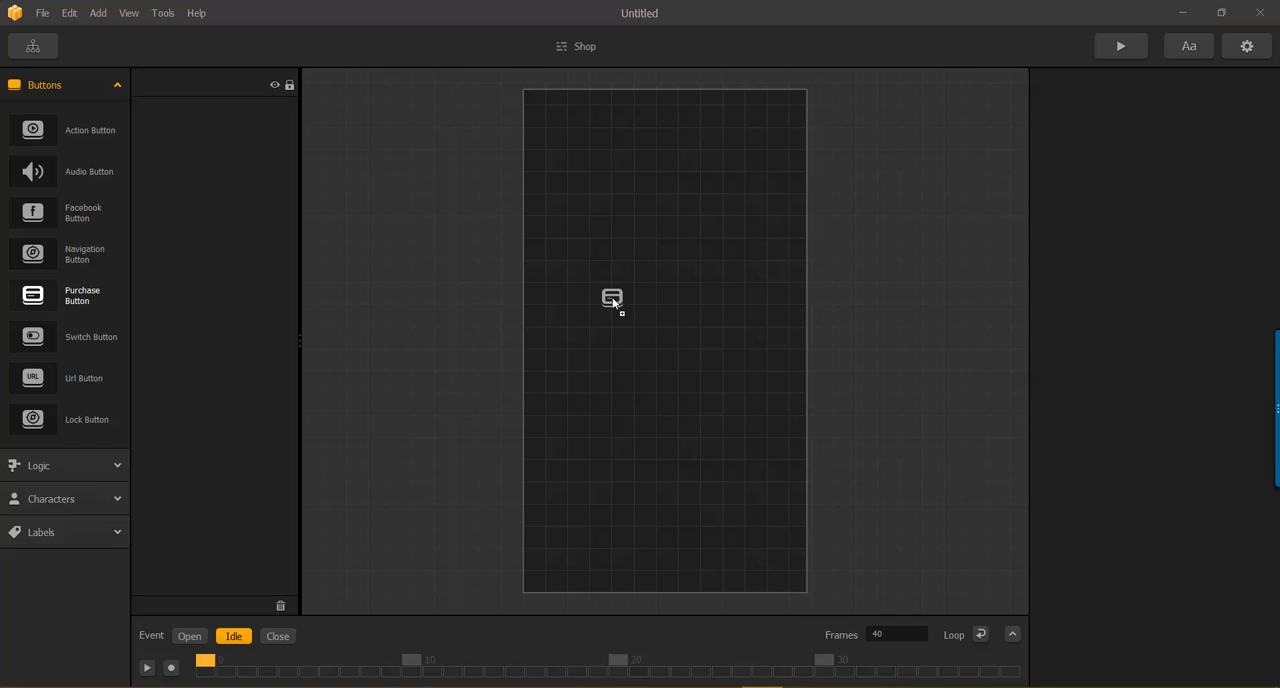 File Edit Add View Tools Help
Untitled
Shop
Aa
Buttons
Action Button
Audio Button
Facebook
Button
Navigation
Button
Purchase
Button
Switch Button
URL
Url Button
Lock Button
Logic
Characters
Labels
Event Open Idle Close
Frames 40 Loop
0 10 20 30